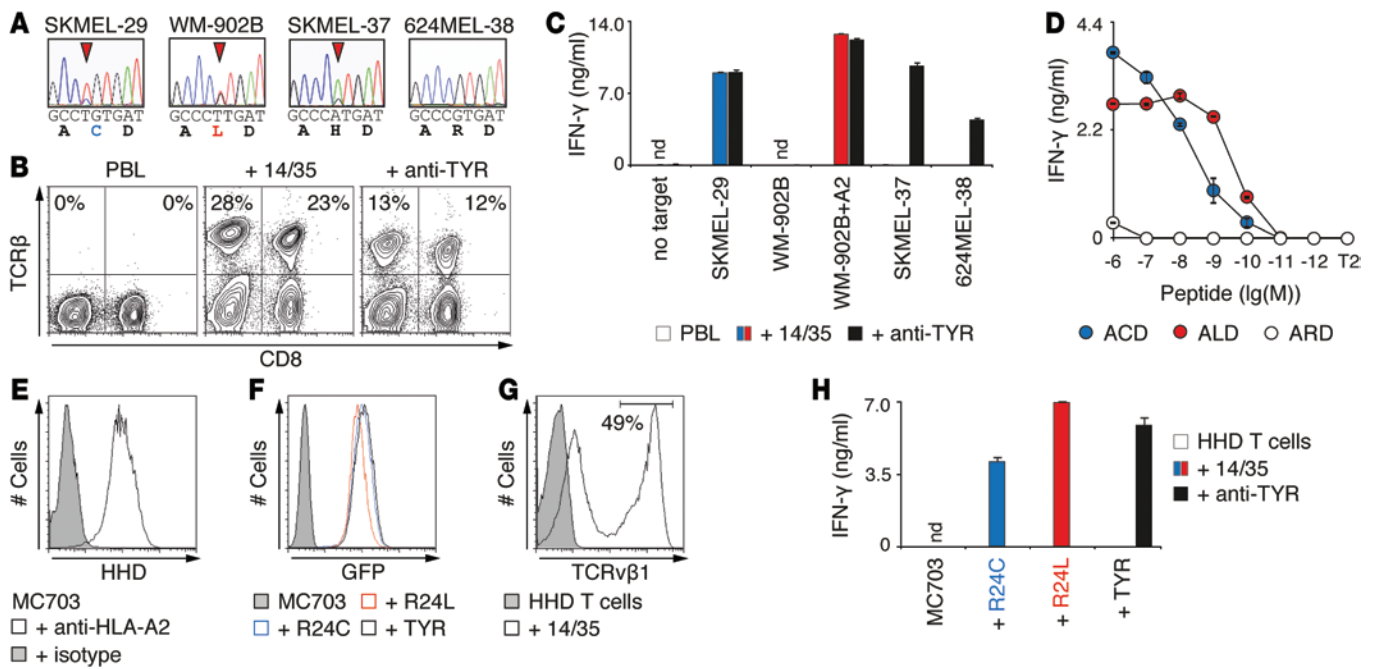 A
SKMEL-29 WM-902B SKMEL-37 624MEL-38
GCCTGTGAT GCCCTTGAT GCCCATGAT GCCCGTGAT
A C D A L D A H D A R D
B
PBL + 14/35 + anti-TYR
0% 0% 28% 23% 13% 12%
TCRβ
CD8
C
IFN-γ (ng/ml)
14.0
7.0
0
nd nd
no target SKMEL-29 WM-902B WM-902B+A2 SKMEL-37 624MEL-38
PBL + 14/35 + anti-TYR
D
IFN-γ (ng/ml)
4.4
2.2
0
-6 -7 -8 -9 -10 -11 -12 T2
Peptide (lg(M))
ACD ALD ARD
E
# Cells
HHD
MC703
+ anti-HLA-A2
+ isotype
F
# Cells
GFP
MC703 + R24L
+ R24C + TYR
G
49%
# Cells
TCRvβ1
HHD T cells
+ 14/35
H
IFN-γ (ng/ml)
7.0
3.5
0
nd
MC703 + R24C + R24L + TYR
HHD T cells
+ 14/35
+ anti-TYR